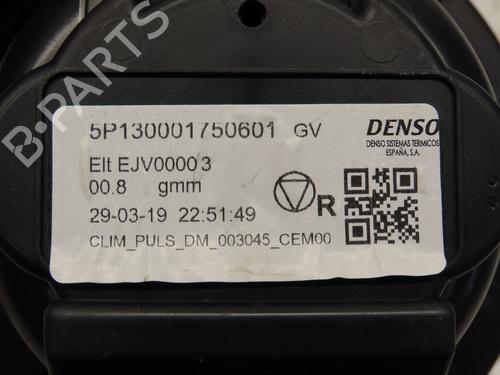 5P130001750601 GV
DENSO
DENSO SISTEMAS TERMICOS
ESPAÑA, S.A.
Elt EJV00003
00.8 gmm
29-03-19 22:51:49
R
CLIM_PULS_DM_003045_CEM00
B-PARTS